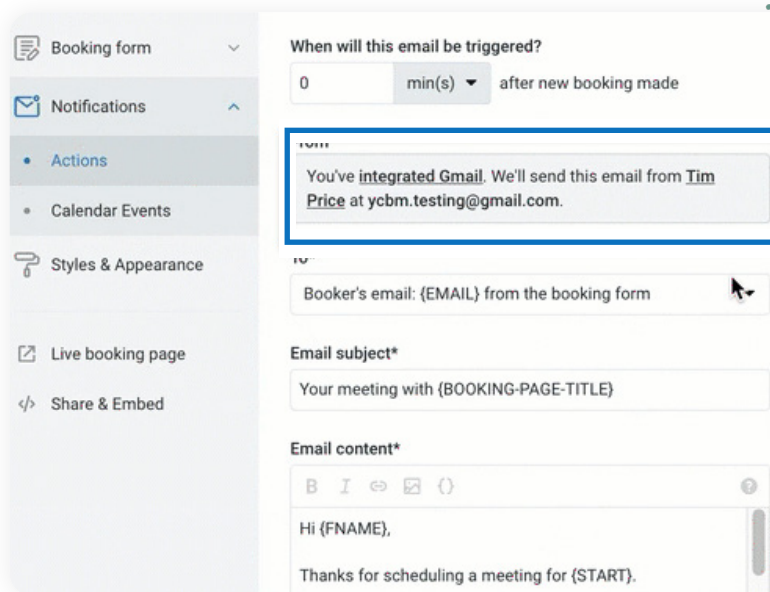 Booking form
Notifications
Actions
Calendar Events
Styles & Appearance
Live booking page
</> Share & Embed
When will this email be triggered?
0 min(s) after new booking made
You've integrated Gmail. We'll send this email from Tim
Price at ycbm.testing@gmail.com.
Booker's email: {EMAIL} from the booking form
Email subject*
Your meeting with {BOOKING-PAGE-TITLE}
Email content*
B I {} ?
Hi {FNAME},
Thanks for scheduling a meeting for {START}.